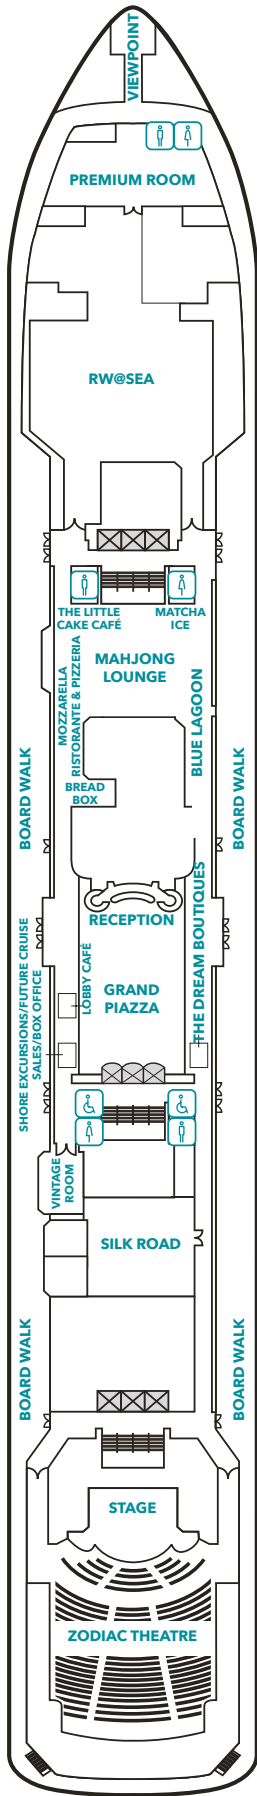 VIEWPOINT
PREMIUM ROOM
RW@SEA
THE LITTLE
CAKE CAFÉ
MATCHA
ICE
MAHJONG
LOUNGE
MOZZARELLA
RISTORANTE & PIZZERIA
BLUE LAGOON
BREAD
BOX
BOARD WALK
BOARD WALK
RECEPTION
THE DREAM BOUTIQUES
SHORE EXCURSIONS/FUTURE CRUISE
SALES/BOX OFFICE
LOBBY CAFÉ
GRAND
PIAZZA
VINTAGE
ROOM
SILK ROAD
BOARD WALK
BOARD WALK
STAGE
ZODIAC THEATRE